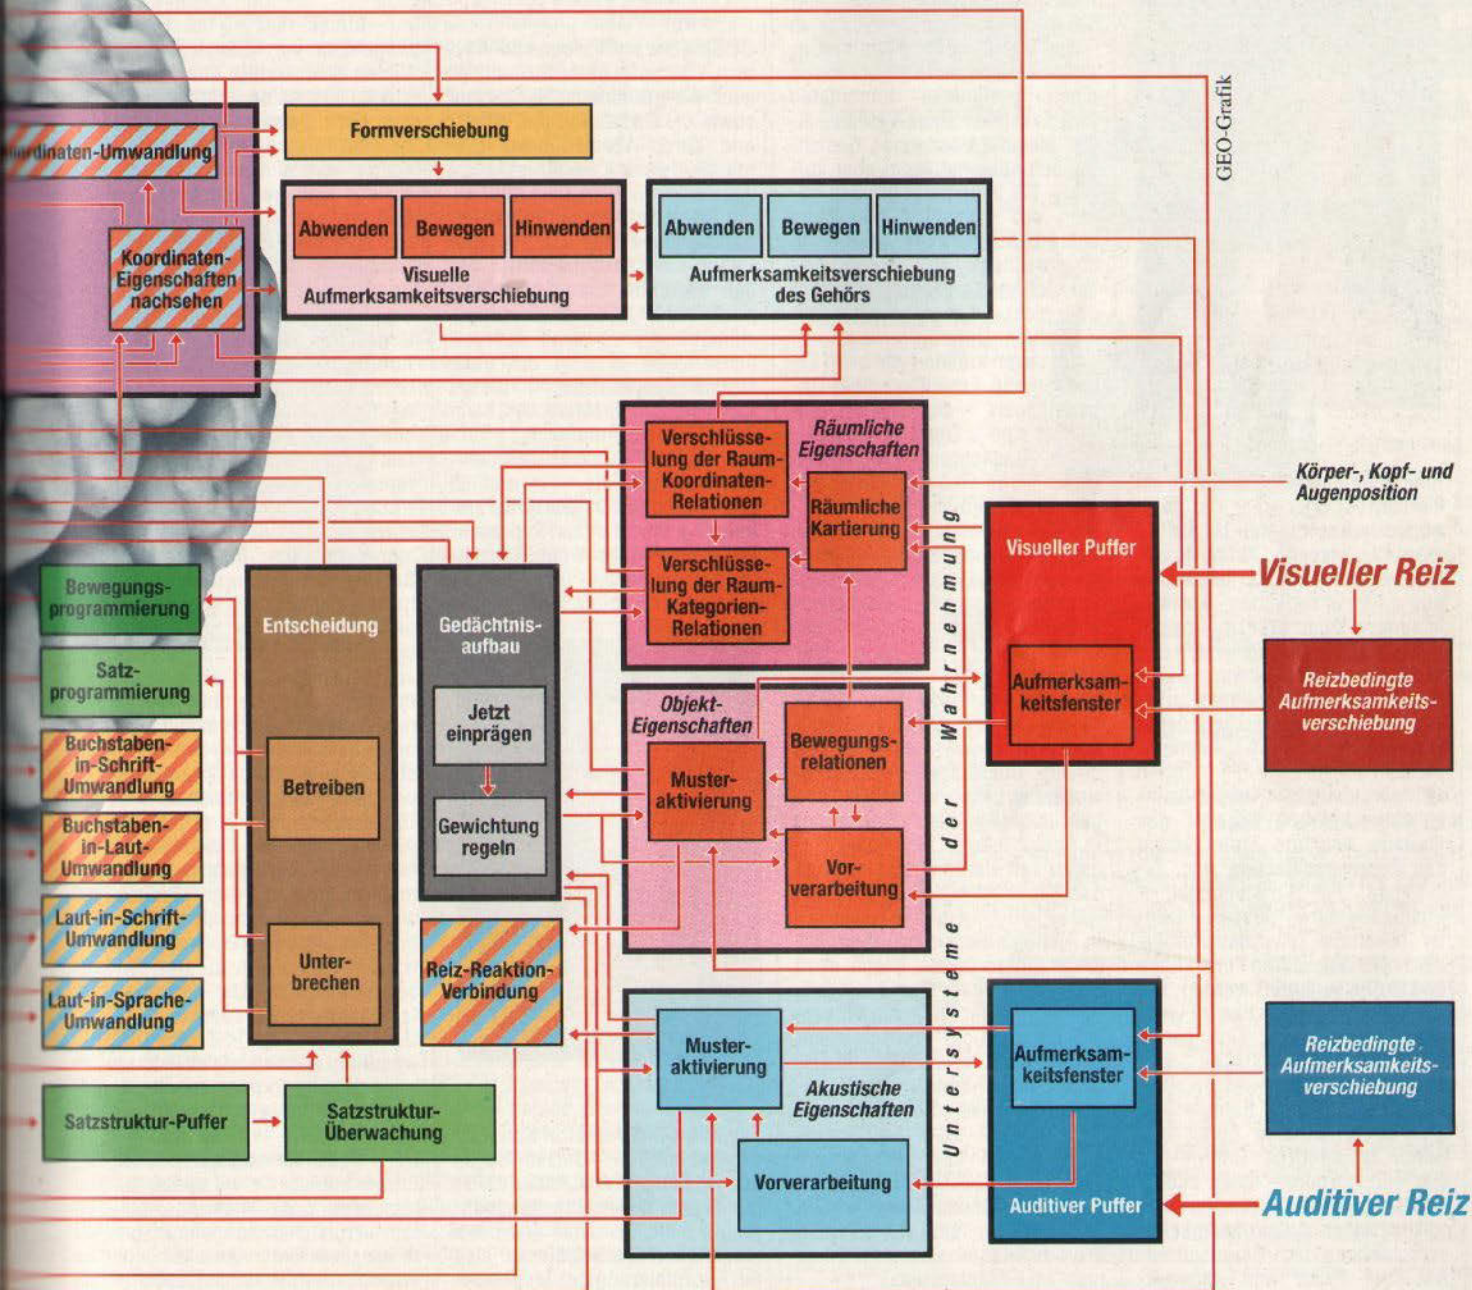 GEO-Grafik
Formverschiebung
Koordinaten-
Eigenschaften
nachsehen
Abwenden
Bewegen
Hinwenden
Visuelle
Aufmerksamkeitsverschiebung
Abwenden
Bewegen
Hinwenden
Aufmerksamkeitsverschiebung
des Gehörs
Verschlüsse-
lung der Raum-
Koordinaten-
Relationen
Räumliche
Eigenschaften
Räumliche
Kartierung
Verschlüsse-
lung der Raum-
Kategorien-
Relationen
Körper-, Kopf- und
Augenposition
Visueller Puffer
Aufmerksam-
keitsfenster
Visueller Reiz
Reizbedingte
Aufmerksamkeits-
verschiebung
Bewegungs-
programmierung
Satz-
programmierung
Buchstaben-
in-Schrift-
Umwandlung
Buchstaben-
in-Laut-
Umwandlung
Laut-in-Schrift-
Umwandlung
Laut-in-Sprache-
Umwandlung
Entscheidung
Betreiben
Unter-
brechen
Gedächtnis-
aufbau
Jetzt
einprägen
Gewichtung
regeln
Objekt-
Eigenschaften
Muster-
aktivierung
Bewegungs-
relationen
Vor-
verarbeitung
Untersysteme der Wahrnehmung
Reiz-Reaktion-
Verbindung
Muster-
aktivierung
Akustische
Eigenschaften
Vorverarbeitung
Aufmerksam-
keitsfenster
Auditiver Puffer
Reizbedingte
Aufmerksamkeits-
verschiebung
Auditiver Reiz
Satzstruktur-Puffer
Satzstruktur-
Überwachung